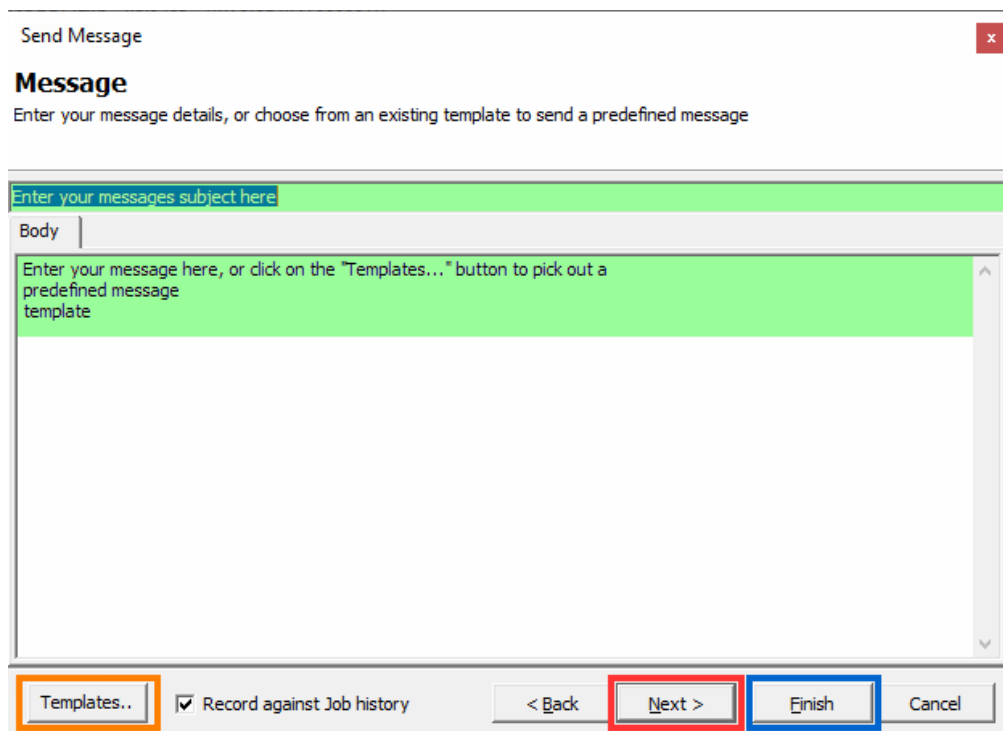 Send Message
x
Message
Enter your message details, or choose from an existing template to send a predefined message
Enter your messages subject here
Body
Enter your message here, or click on the "Templates..." button to pick out a
predefined message
template
Templates..
Record against Job history
< Back
Next >
Finish
Cancel